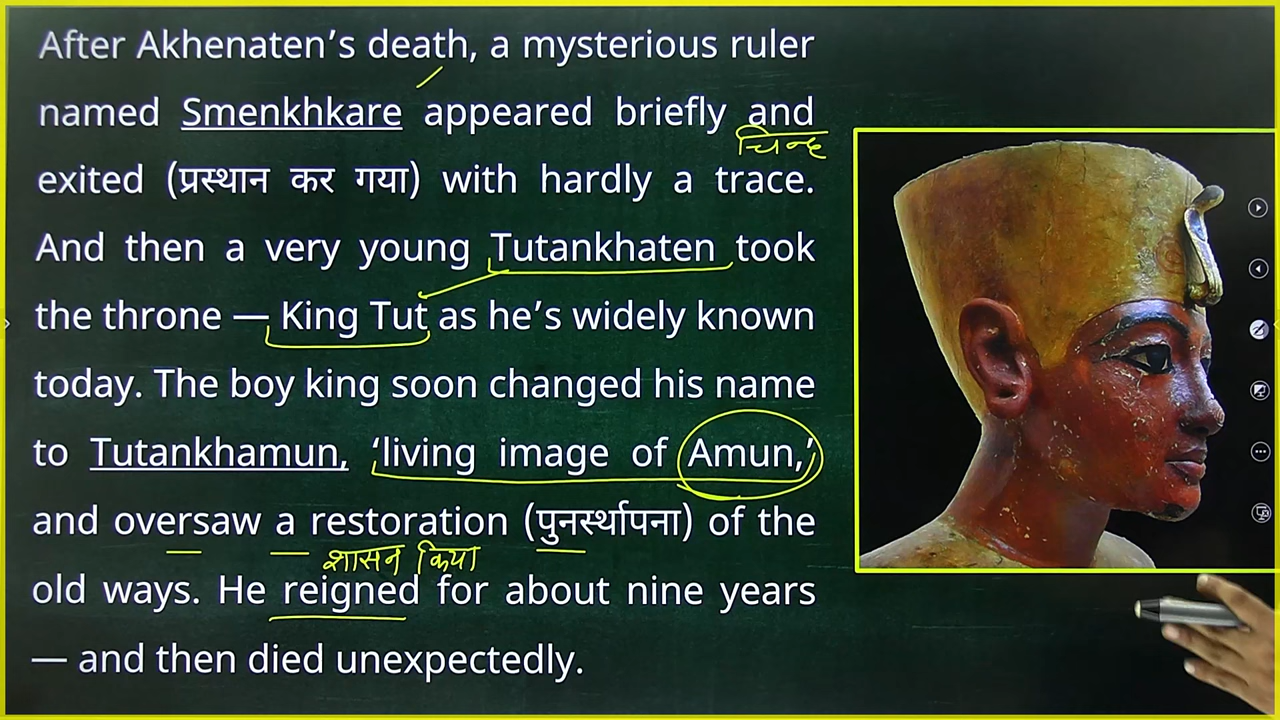 After Akhenaten’s death, a mysterious ruler
named Smenkhkare appeared briefly and
चिन्ह
exited (प्रस्थान कर गया) with hardly a trace.
And then a very young Tutankhaten took
the throne — King Tut as he’s widely known
today. The boy king soon changed his name
to Tutankhamun, ‘living image of Amun,’
and oversaw a restoration (पुनर्स्थापना) of the
शासन किया
old ways. He reigned for about nine years
— and then died unexpectedly.